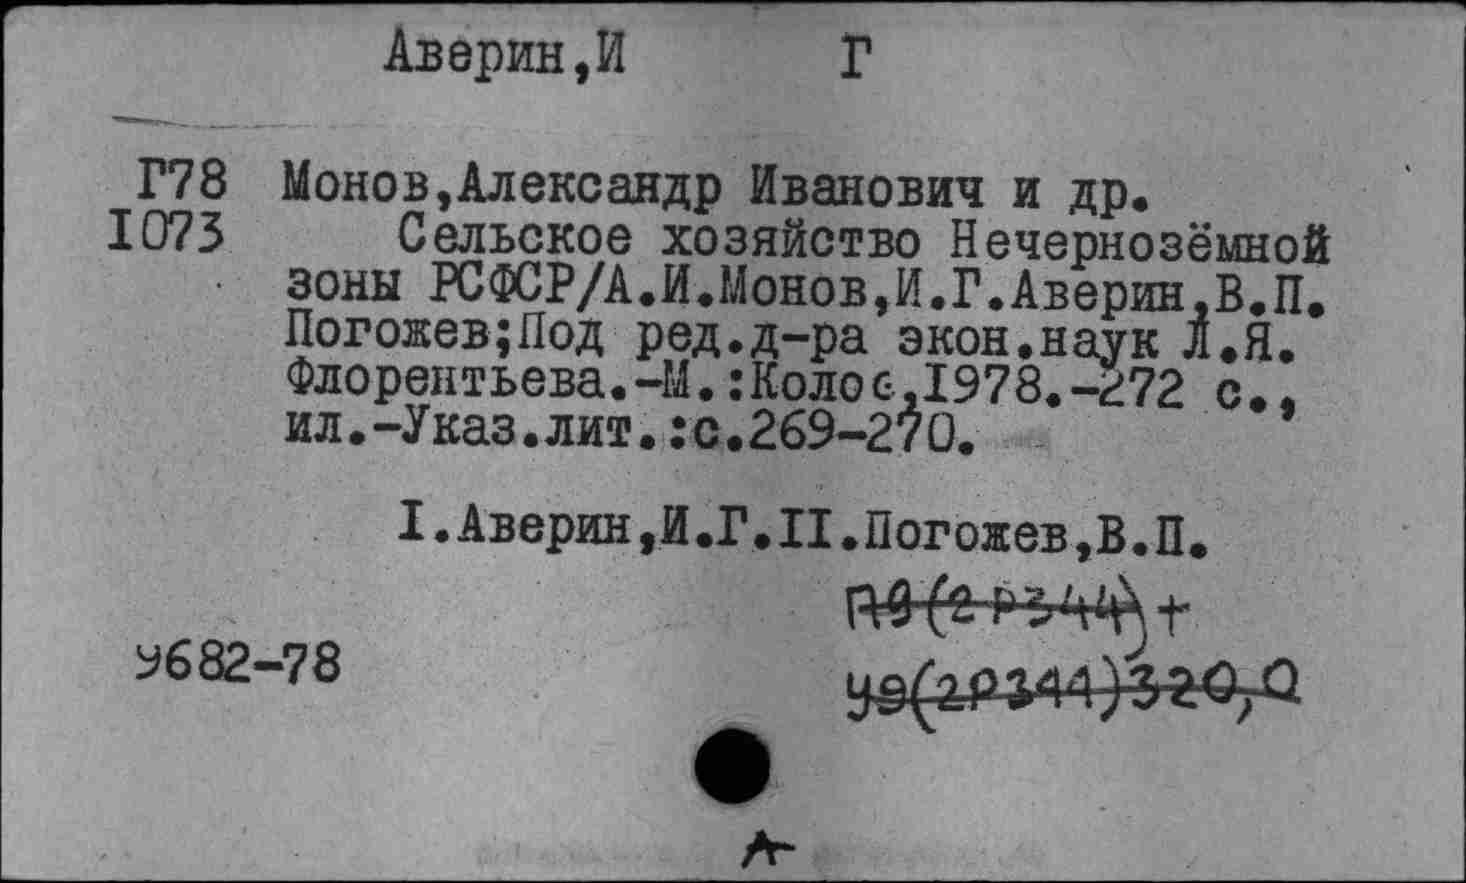 Аверин,И Г
Г78 Монов,Александр Иванович и др.
I073 Сельское хозяйство Нечернозёмной
зоны РСФСР/А.И.Монов,И.Г.Аверин,В.П.
Погожев;Под ред.д-ра экон.наук Л.Я.
Флорентьева.-М.:Колос,I978.-272 с.,
ил.-Указ.лит.:с.269-270.
I.Аверин,И.Г.II.Погожев,В.П.
П9(2Р344)+
У9(2Р344)320,0
У682-78